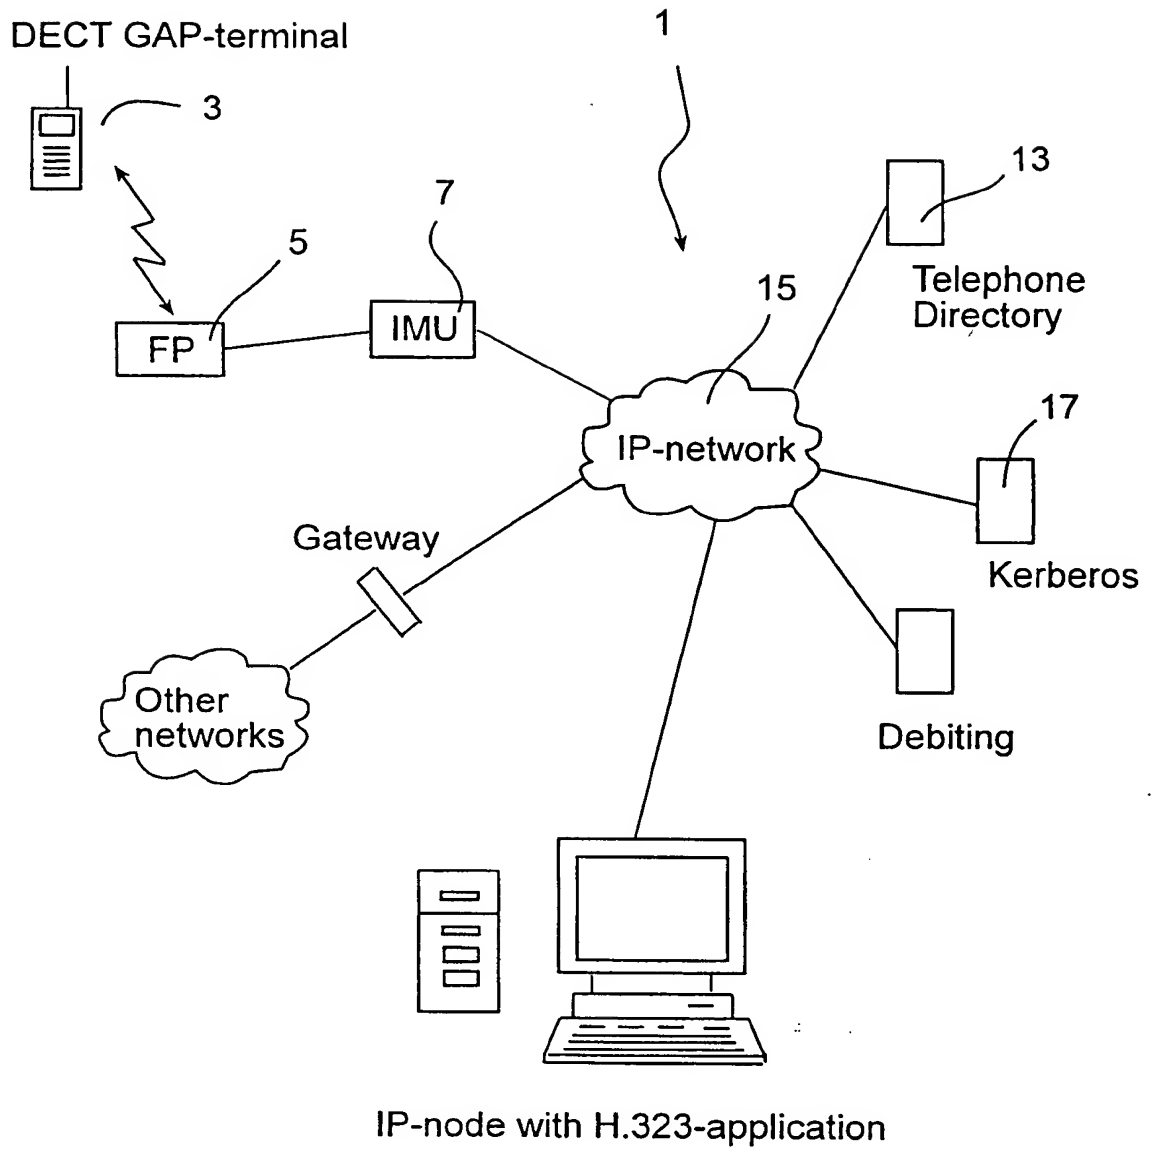 DECT GAP-terminal
1
3
13
7
5
Telephone
Directory
15
IMU
FP
17
IP-network
Gateway
Kerberos
Other
networks
Debiting
IP-node with H.323-application